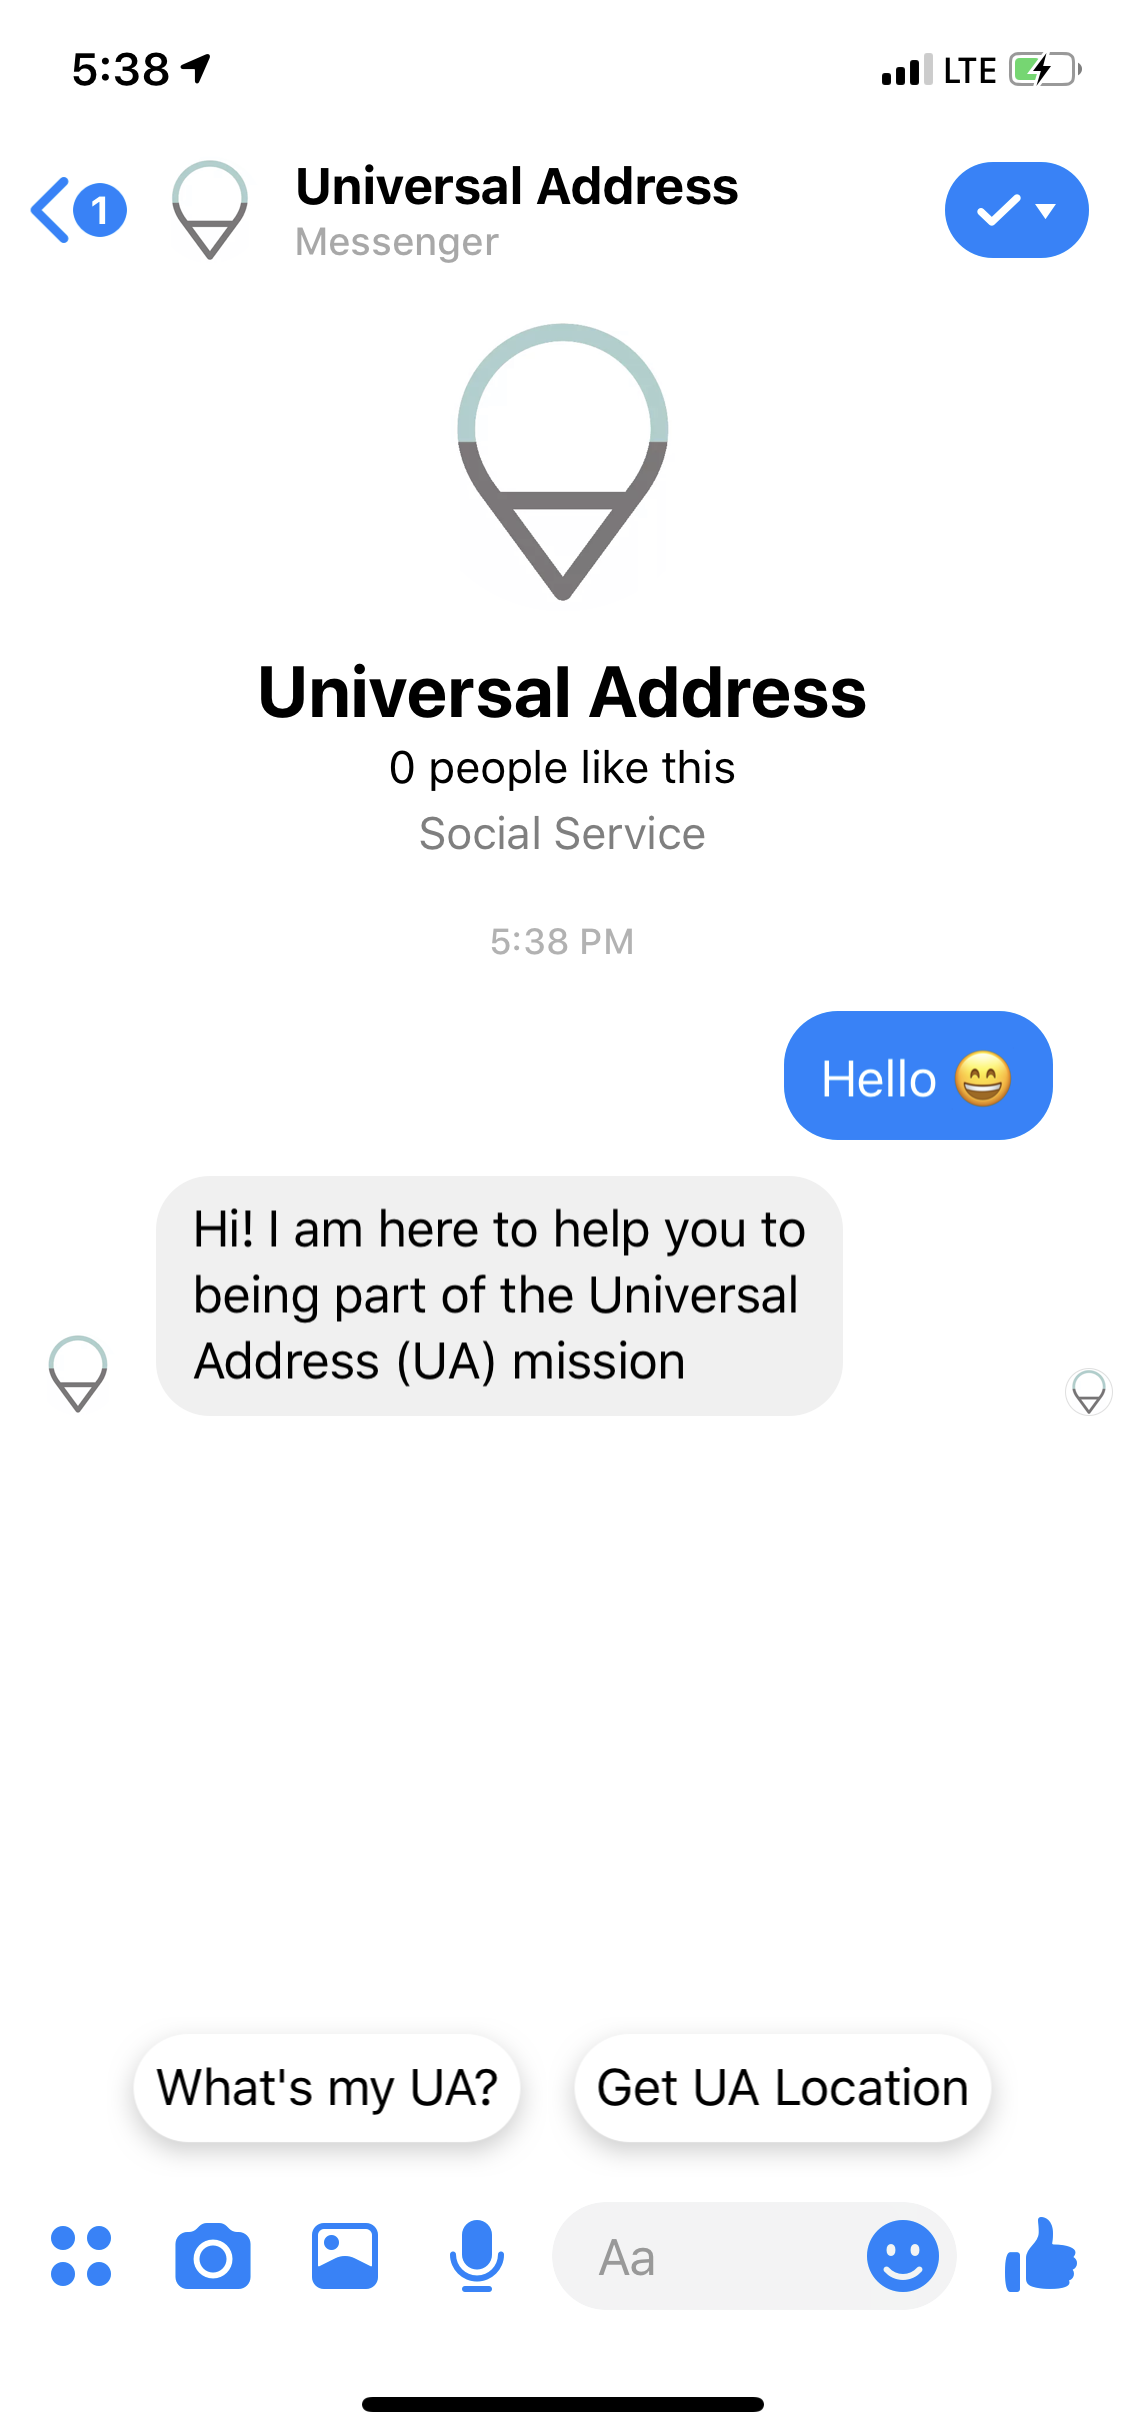 5:38
LTE
1
Universal Address
Messenger
Universal Address
0 people like this
Social Service
5:38 PM
Hello 😄
Hi! I am here to help you to
being part of the Universal
Address (UA) mission
What's my UA?
Get UA Location
Aa